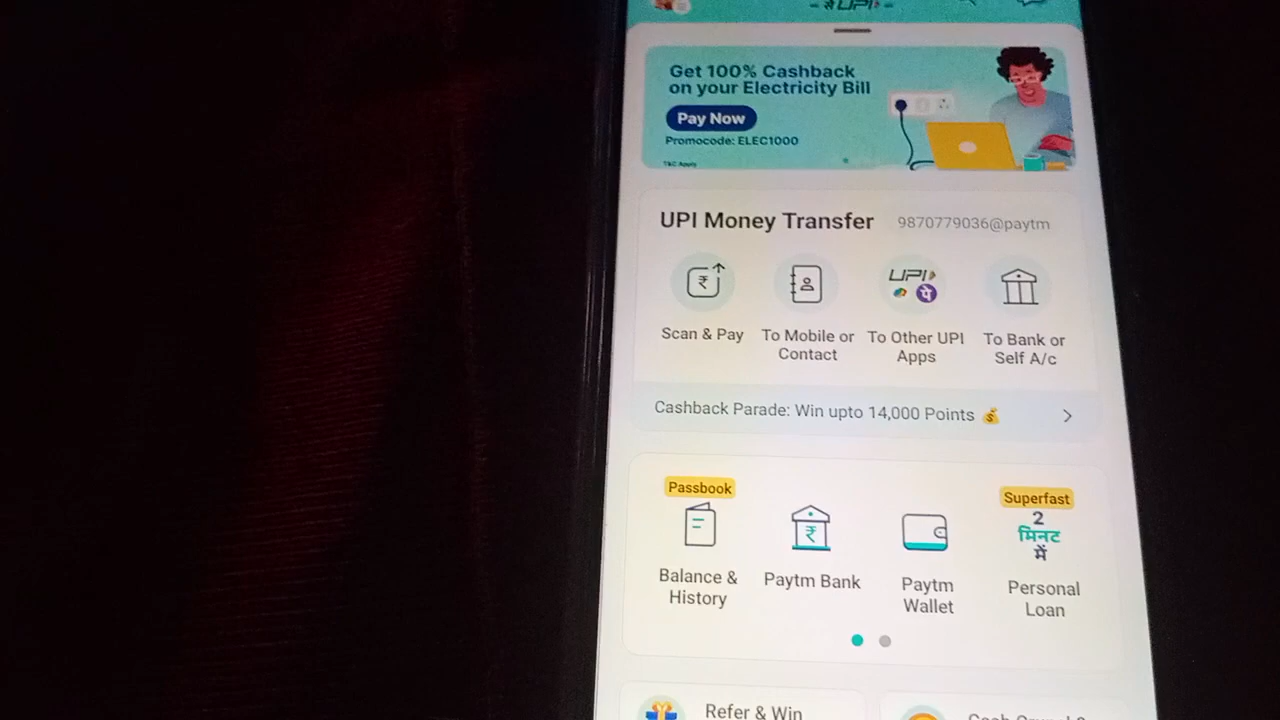 UPI
Get 100% Cashback
on your Electricity Bill
Pay Now
Promocode: ELEC1000
T&C Apply
UPI Money Transfer
9870779036@paytm
UPI
पे
Scan & Pay
To Mobile or
Contact
To Other UPI
Apps
To Bank or
Self A/c
Cashback Parade: Win upto 14,000 Points
Passbook
Balance &
History
Paytm Bank
Paytm
Wallet
Superfast
2
मिनट
में
Personal
Loan
Refer & Win